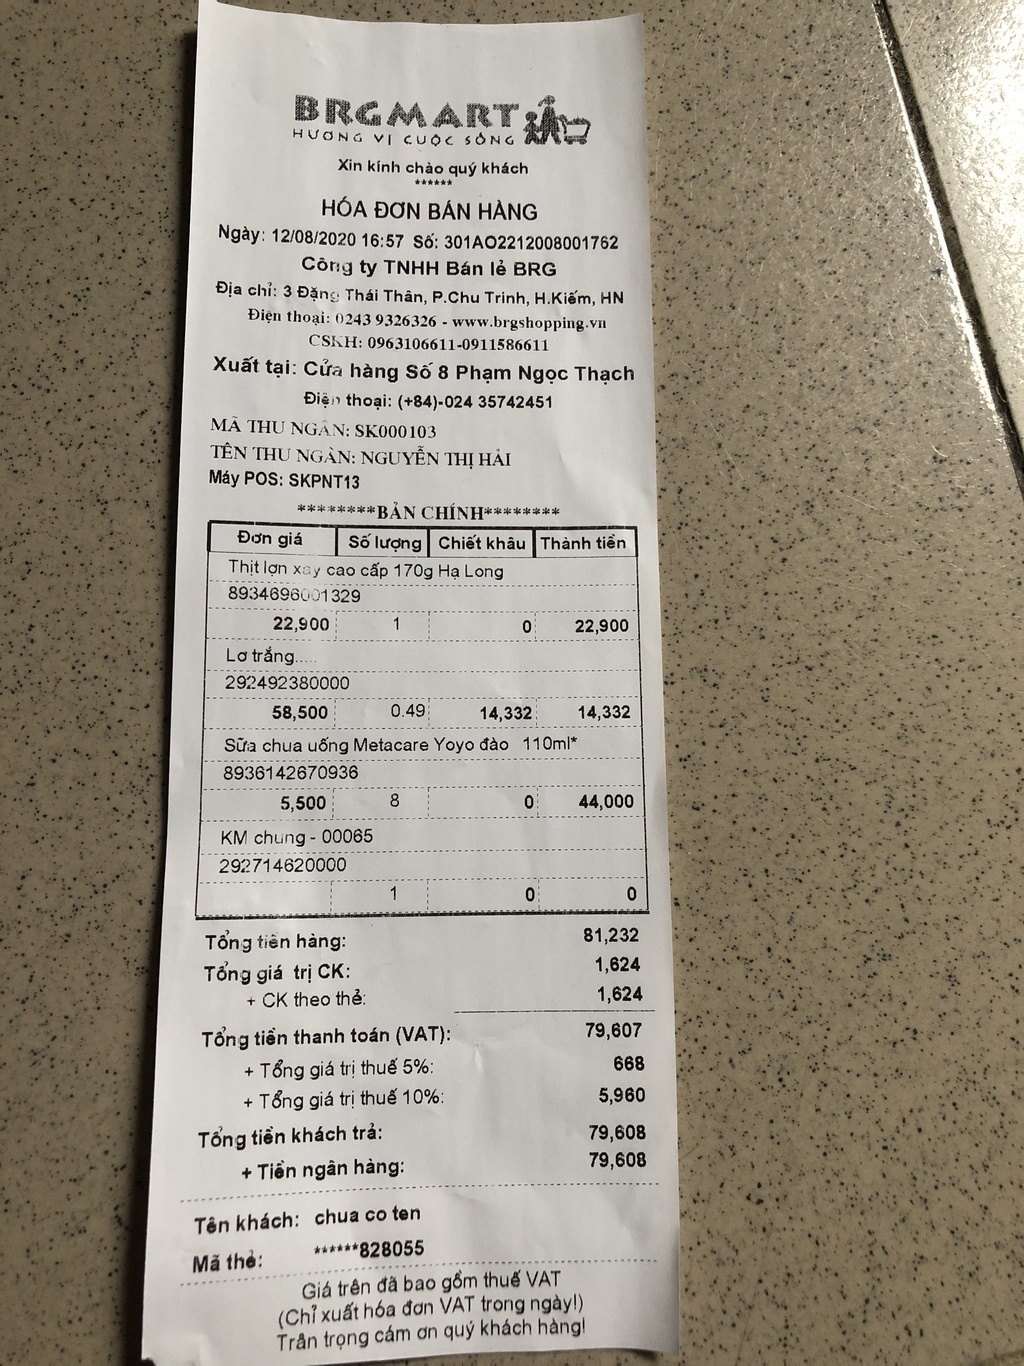 BRGMART
HƯƠNG VỊ CUỘC SỐNG
Xin kính chào quý khách
******
HÓA ĐƠN BÁN HÀNG
Ngày: 12/08/2020 16:57 Số: 301AO2212008001762
Công ty TNHH Bán lẻ BRG
Địa chỉ: 3 Đặng Thái Thân, P.Chu Trinh, H.Kiếm, HN
Điện thoại: 0243 9326326 - www.brgshopping.vn
CSKH: 0963106611-0911586611
Xuất tại: Cửa hàng Số 8 Phạm Ngọc Thạch
Điện thoại: (+84)-024 35742451
MÃ THU NGÂN: SK000103
TÊN THU NGÂN: NGUYỄN THỊ HẢI
Máy POS: SKPNT13
********BẢN CHÍNH********
Đơn giá Số lượng Chiết khấu Thành tiền
Thịt lợn xay cao cấp 170g Hạ Long
8934696001329
22,900 1 0 22,900
Lơ trắng.....
292492380000
58,500 0.49 14,332 14,332
Sữa chua uống Metacare Yoyo đào 110ml*
8936142670936
5,500 8 0 44,000
KM chung - 00065
292714620000
1 0 0
Tổng tiền hàng: 81,232
Tổng giá trị CK: 1,624
+ CK theo thẻ: 1,624
Tổng tiền thanh toán (VAT): 79,607
+ Tổng giá trị thuế 5%: 668
+ Tổng giá trị thuế 10%: 5,960
Tổng tiền khách trả: 79,608
+ Tiền ngân hàng: 79,608
Tên khách: chua co ten
Mã thẻ: ******828055
Giá trên đã bao gồm thuế VAT
(Chỉ xuất hóa đơn VAT trong ngày!)
Trân trọng cám ơn quý khách hàng!